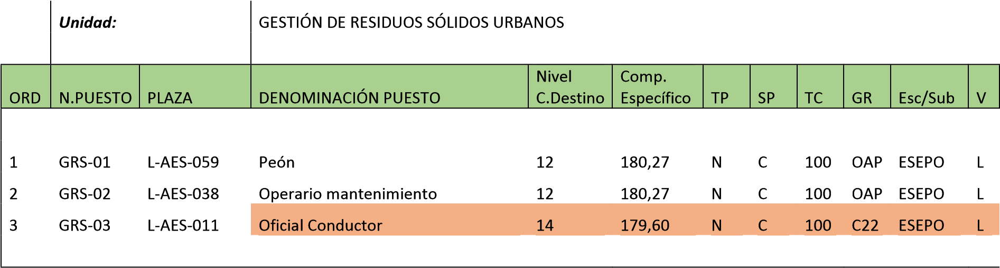 Unidad: GESTIÓN DE RESIDUOS SÓLIDOS URBANOS
ORD N.PUESTO PLAZA DENOMINACIÓN PUESTO Nivel C.Destino Comp. Específico TP SP TC GR Esc/Sub V
1 GRS-01 L-AES-059 Peón 12 180,27 N C 100 OAP ESEPO L
2 GRS-02 L-AES-038 Operario mantenimiento 12 180,27 N C 100 OAP ESEPO L
3 GRS-03 L-AES-011 Oficial Conductor 14 179,60 N C 100 C22 ESEPO L